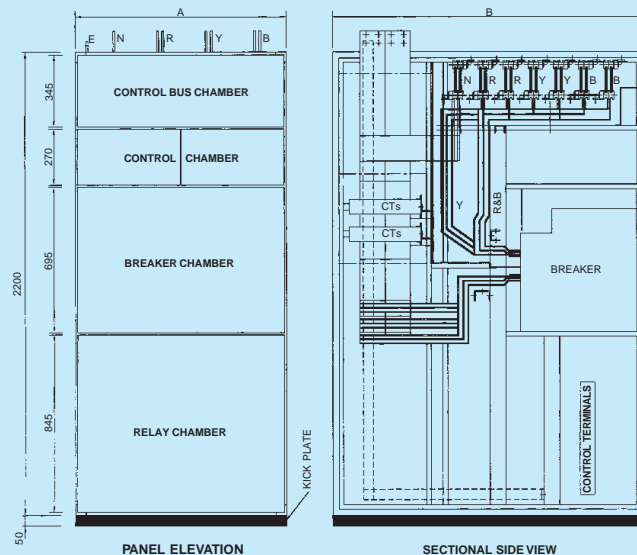 A
B
E N R Y B
345
CONTROL BUS CHAMBER
270
CONTROL CHAMBER
695
BREAKER CHAMBER
2200
845
RELAY CHAMBER
KICK PLATE
50
PANEL ELEVATION
N R R Y Y B B
CTs
CTs
Y
R&B
BREAKER
CONTROL TERMINALS
SECTIONAL SIDE VIEW